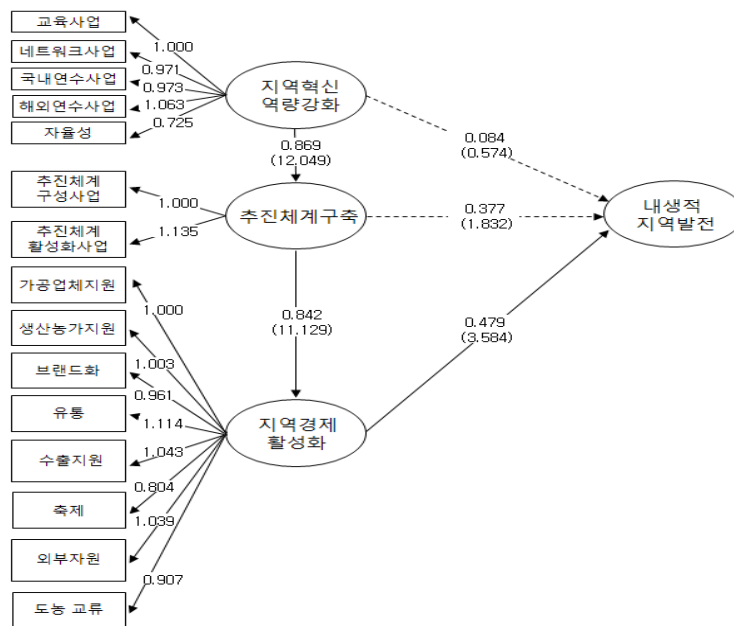 교육사업
네트워크사업
국내연수사업
해외연수사업
자율성
추진체계
구성사업
추진체계
활성화사업
가공업체지원
생산농가지원
브랜드화
유통
수출지원
축제
외부자원
도농 교류
1.000
0.971
0.973
1.063
0.725
1.000
1.135
1.000
1.003
0.961
1.114
1.043
0.804
1.039
0.907
지역혁신
역량강화
0.869
(12.049)
추진체계구축
0.842
(11.129)
지역경제
활성화
0.084
(0.574)
0.377
(1.832)
0.479
(3.584)
내생적
지역발전